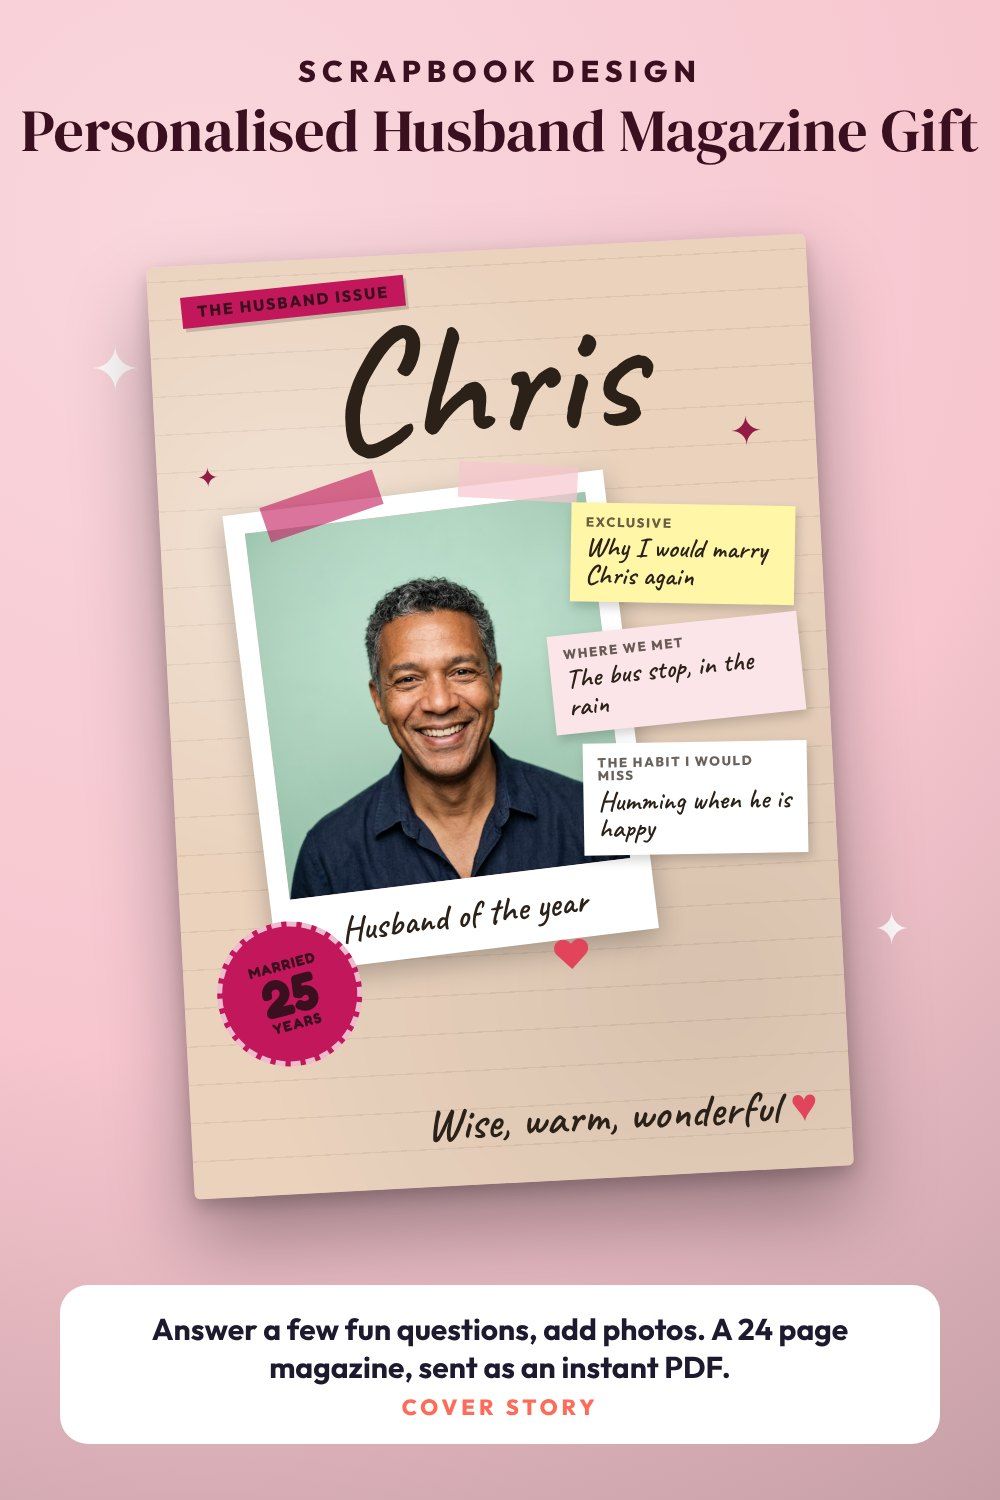 SCRAPBOOK DESIGN
Personalised Husband Magazine Gift
THE HUSBAND ISSUE
Chris
EXCLUSIVE
Why I would marry
Chris again
WHERE WE MET
The bus stop, in the
rain
THE HABIT I WOULD
MISS
Humming when he is
happy
Husband of the year
MARRIED
25
YEARS
Wise, warm, wonderful
Answer a few fun questions, add photos. A 24 page
magazine, sent as an instant PDF.
COVER STORY